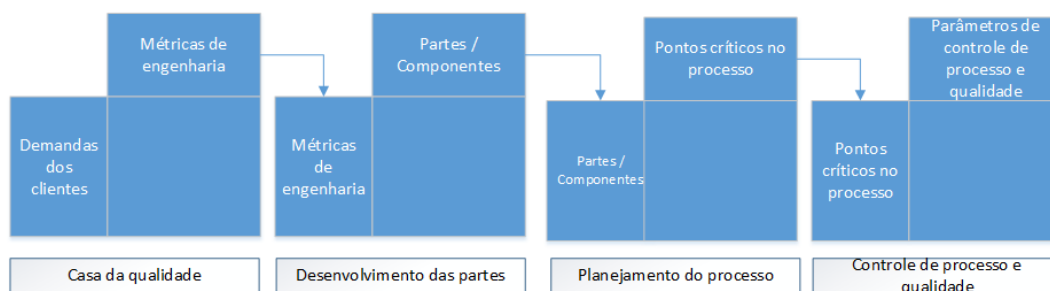 Métricas de
engenharia
Demandas
dos
clientes
Casa da qualidade
Partes /
Componentes
Métricas
de
engenharia
Desenvolvimento das partes
Pontos críticos no
processo
Partes /
Componentes
Planejamento do processo
Parâmetros de
controle de
processo e
qualidade
Pontos
críticos no
processo
Controle de processo e
qualidade